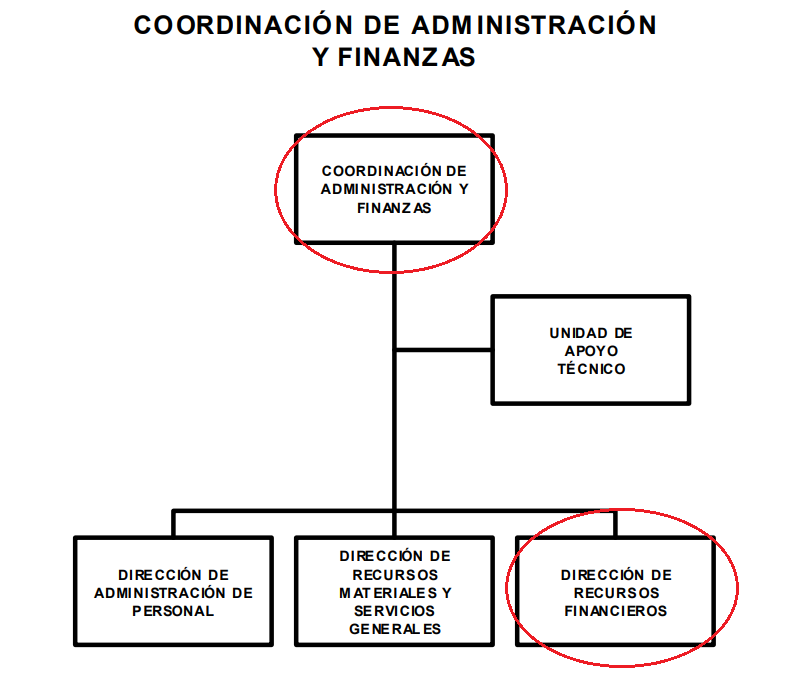 COORDINACIÓN DE ADMINISTRACIÓN
Y FINANZAS
COORDINACIÓN DE
ADMINISTRACIÓN Y
FINANZAS
UNIDAD DE
APOYO
TÉCNICO
DIRECCIÓN DE
ADMINISTRACIÓN DE
PERSONAL
DIRECCIÓN DE
RECURSOS
MATERIALES Y
SERVICIOS
GENERALES
DIRECCIÓN DE
RECURSOS
FINANCIEROS